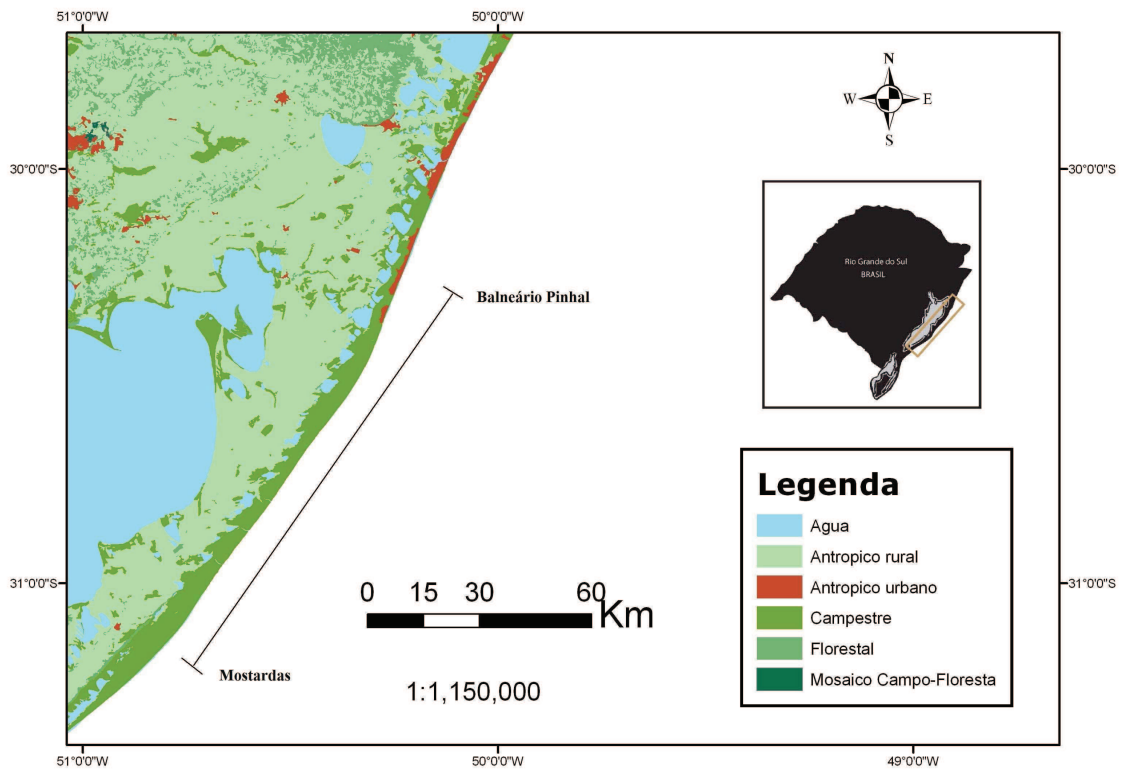 51°0'0"W
50°0'0"W
N
W
E
S
30°0'0"S
30°0'0"S
Rio Grande do Sul
BRASIL
Balneário Pinhal
Legenda
Agua
Antropico rural
Antropico urbano
Campestre
Florestal
Mosaico Campo-Floresta
31°0'0"S
31°0'0"S
0 15 30 60
Km
Mostardas
1:1,150,000
51°0'0"W
50°0'0"W
49°0'0"W